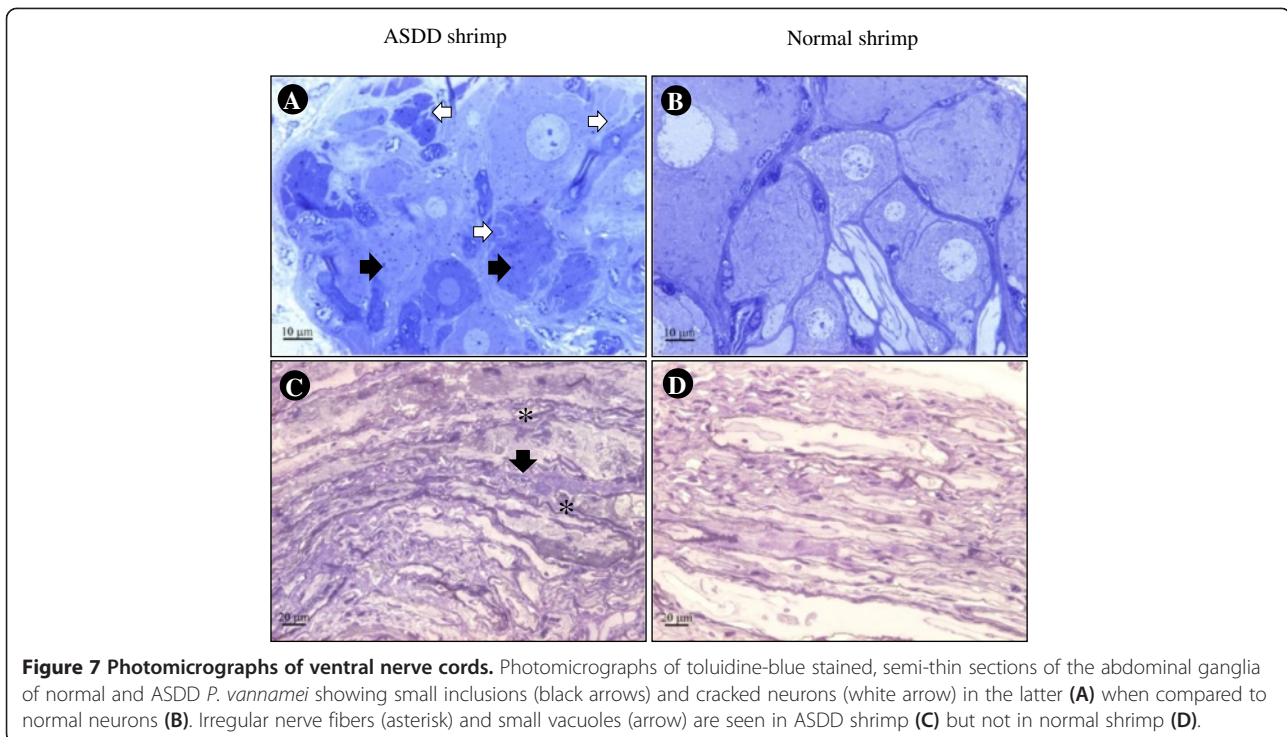 ASDD shrimp
Normal shrimp
A
B
10 µm
10 µm
C
D
*
*
20 µm
20 µm
Figure 7 Photomicrographs of ventral nerve cords. Photomicrographs of toluidine-blue stained, semi-thin sections of the abdominal ganglia
of normal and ASDD P. vannamei showing small inclusions (black arrows) and cracked neurons (white arrow) in the latter (A) when compared to
normal neurons (B). Irregular nerve fibers (asterisk) and small vacuoles (arrow) are seen in ASDD shrimp (C) but not in normal shrimp (D).